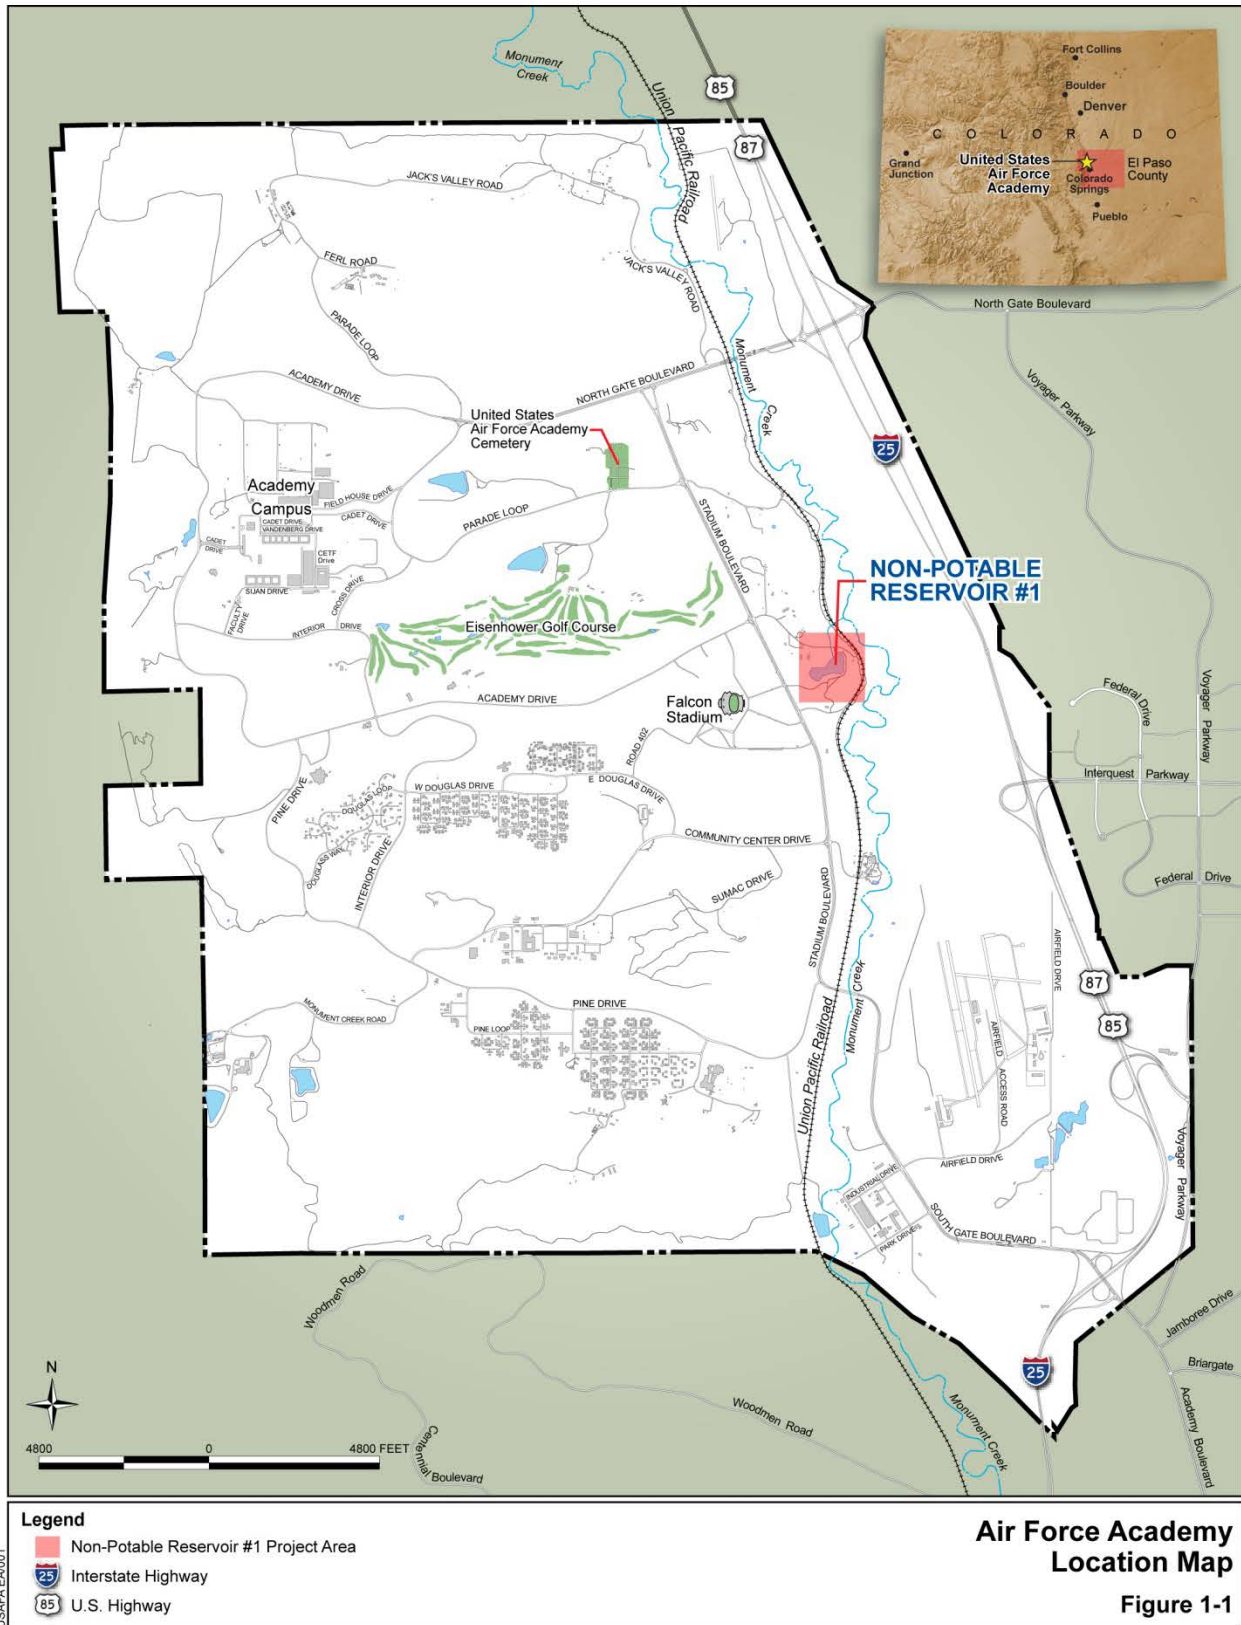 Monument
Creek
85
Union Pacific Railroad
87
Fort Collins
Boulder
Denver
COLORADO
Grand
Junction
United States
Air Force
Academy
El Paso
County
Colorado
Springs
Pueblo
JACK'S VALLEY ROAD
FERL ROAD
JACK'S VALLEY ROAD
North Gate Boulevard
PARADE LOOP
Monument
Creek
Voyager Parkway
ACADEMY DRIVE
NORTH GATE BOULEVARD
United States
Air Force Academy
Cemetery
25
Academy
Campus
FIELD HOUSE DRIVE
CADET DRIVE
CADET DRIVE
VANDENBERG DRIVE
CADET
DRIVE
PARADE LOOP
STADIUM BOULEVARD
CETF
Drive
SIJAN DRIVE
CROSS DRIVE
FACULTY
DRIVE
INTERIOR DRIVE
NON-POTABLE
RESERVOIR #1
Eisenhower Golf Course
ACADEMY DRIVE
Falcon
Stadium
Federal Drive
Voyager Parkway
ROAD 402
Interquest Parkway
PINE DRIVE
W DOUGLAS DRIVE
E DOUGLAS DRIVE
DOUGLAS LOOP
DOUGLASS WAY
INTERIOR DRIVE
COMMUNITY CENTER DRIVE
SUMAC DRIVE
STADIUM BOULEVARD
Federal Drive
AIRFIELD DRIVE
87
85
Monument Creek
Union Pacific Railroad
PINE DRIVE
MONUMENT CREEK ROAD
PINE LOOP
AIRFIELD
ACCESS ROAD
AIRFIELD DRIVE
INDUSTRIAL DRIVE
PARK DRIVE
SOUTH GATE BOULEVARD
Voyager Parkway
Woodmen Road
Jamboree Drive
Briargate
25
Academy Boulevard
Woodmen Road
Monument Creek
Centennial Boulevard
N
4800 0 4800 FEET
Legend
Non-Potable Reservoir #1 Project Area
25 Interstate Highway
85 U.S. Highway
Air Force Academy
Location Map
Figure 1-1